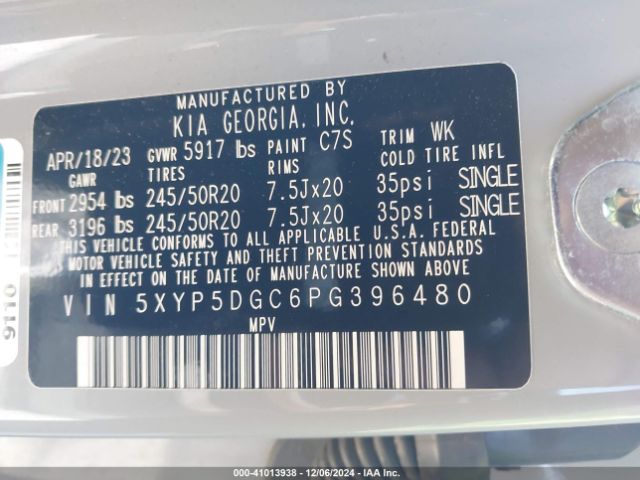 MANUFACTURED BY
KIA GEORGIA, INC.
APR/18/23 GVWR 5917 lbs PAINT C7S TRIM WK
GAWR TIRES RIMS COLD TIRE INFL
FRONT 2954 lbs 245/50R20 7.5Jx20 35psi SINGLE
REAR 3196 lbs 245/50R20 7.5Jx20 35psi SINGLE
THIS VEHICLE CONFORMS TO ALL APPLICABLE U.S.A. FEDERAL
MOTOR VEHICLE SAFETY AND THEFT PREVENTION STANDARDS
IN EFFECT ON THE DATE OF MANUFACTURE SHOWN ABOVE.
VIN 5XYP5DGC6PG396480
MPV
000-41013938 - 12/06/2024 - IAA Inc.